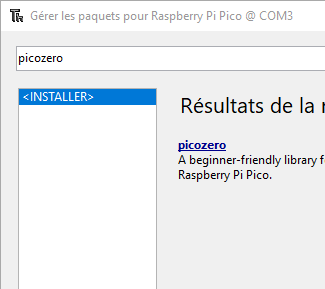 Gérer les paquets pour Raspberry Pi Pico @ COM3
picozero
<INSTALLER>
Résultats de la
picozero
A beginner-friendly library f
Raspberry Pi Pico.